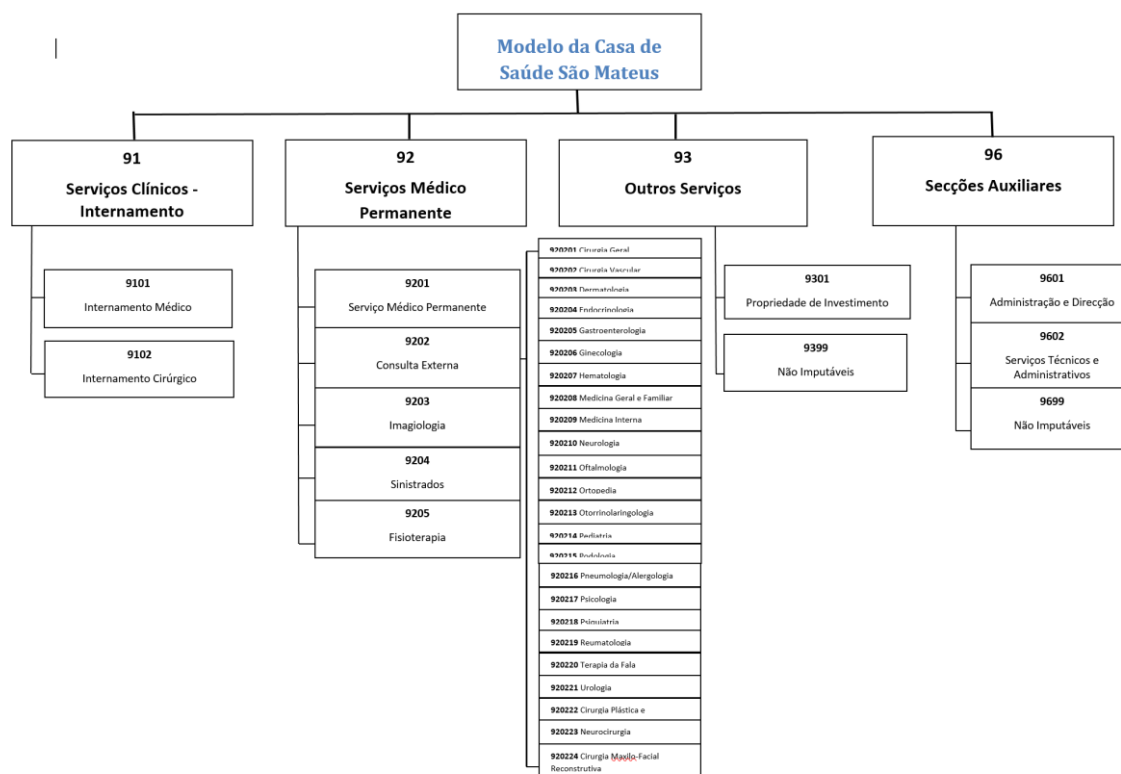 Modelo da Casa de
Saúde São Mateus
91
Serviços Clínicos -
Internamento
9101
Internamento Médico
9102
Internamento Cirúrgico
92
Serviços Médico
Permanente
9201
Serviço Médico Permanente
9202
Consulta Externa
9203
Imagiologia
9204
Sinistrados
9205
Fisioterapia
920201 Cirurgia Geral
920202 Cirurgia Vascular
920203 Dermatologia
920204 Endocrinologia
920205 Gastroenterologia
920206 Ginecologia
920207 Hematologia
920208 Medicina Geral e Familiar
920209 Medicina Interna
920210 Neurologia
920211 Oftalmologia
920212 Ortopedia
920213 Otorrinolaringologia
920214 Pediatria
920215 Podologia
920216 Pneumologia/Alergologia
920217 Psicologia
920218 Psiquiatria
920219 Reumatologia
920220 Terapia da Fala
920221 Urologia
920222 Cirurgia Plástica e
920223 Neurocirurgia
920224 Cirurgia Maxilo-Facial
Reconstrutiva
93
Outros Serviços
9301
Propriedade de Investimento
9399
Não Imputáveis
96
Secções Auxiliares
9601
Administração e Direcção
9602
Serviços Técnicos e
Administrativos
9699
Não Imputáveis